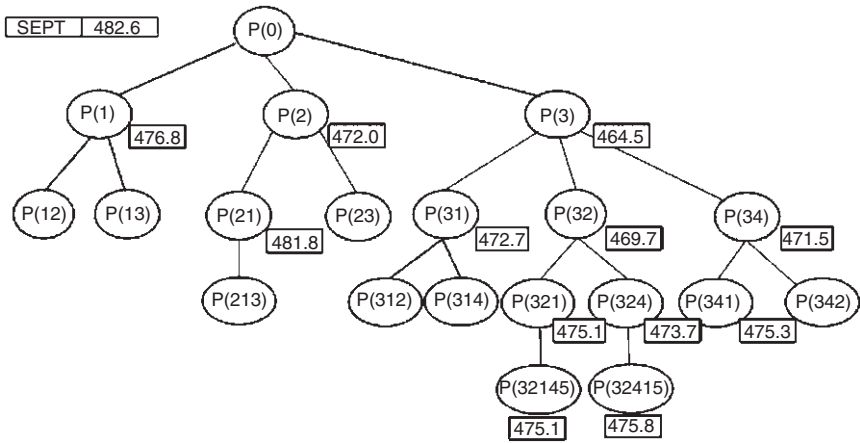 SEPT 482.6
P(0)
P(1) P(2) P(3)
476.8 472.0 464.5
P(12) P(13) P(21) P(23) P(31) P(32) P(34)
481.8 472.7 469.7 471.5
P(213) P(312) P(314) P(321) P(324) P(341) P(342)
475.1 473.7 475.3
P(32145) P(32415)
475.1 475.8